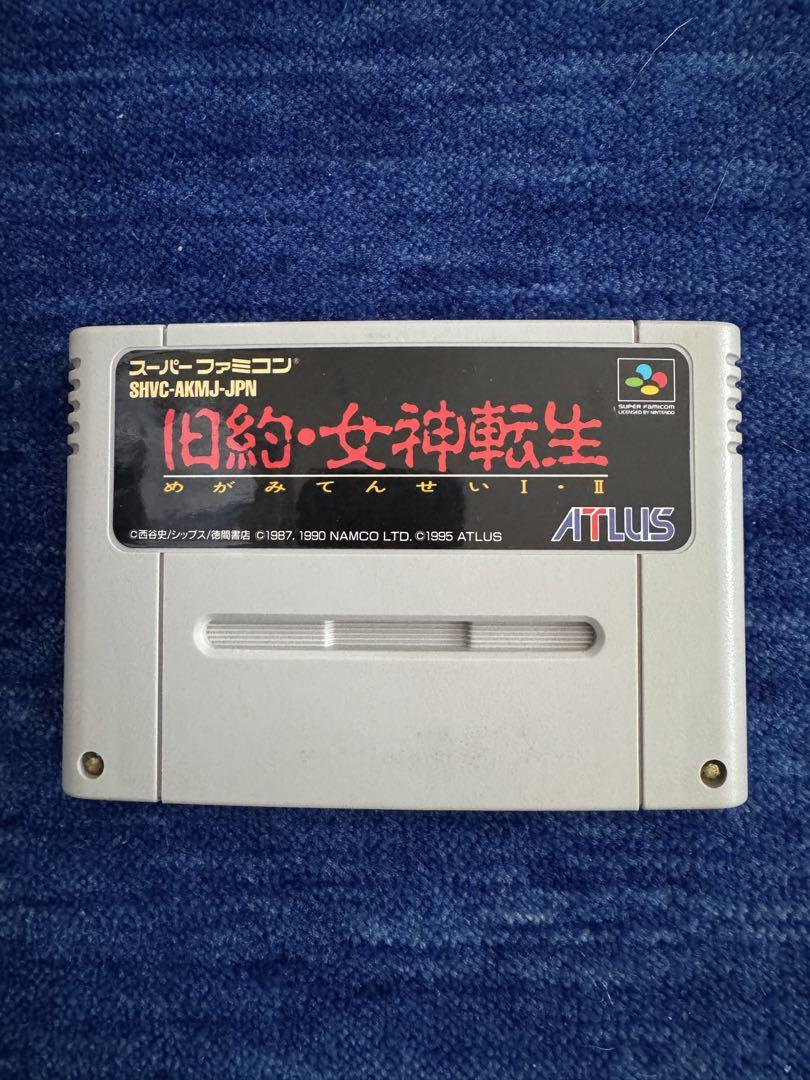 スーパーファミコン®
SHVC-AKMJ-JPN
旧約・女神転生
めがみてんせいI・II
SUPER FAMICOM
LICENSED BY NINTENDO
ATLUS
©西谷史/シップス/徳間書店 ©1987, 1990 NAMCO LTD. ©1995 ATLUS